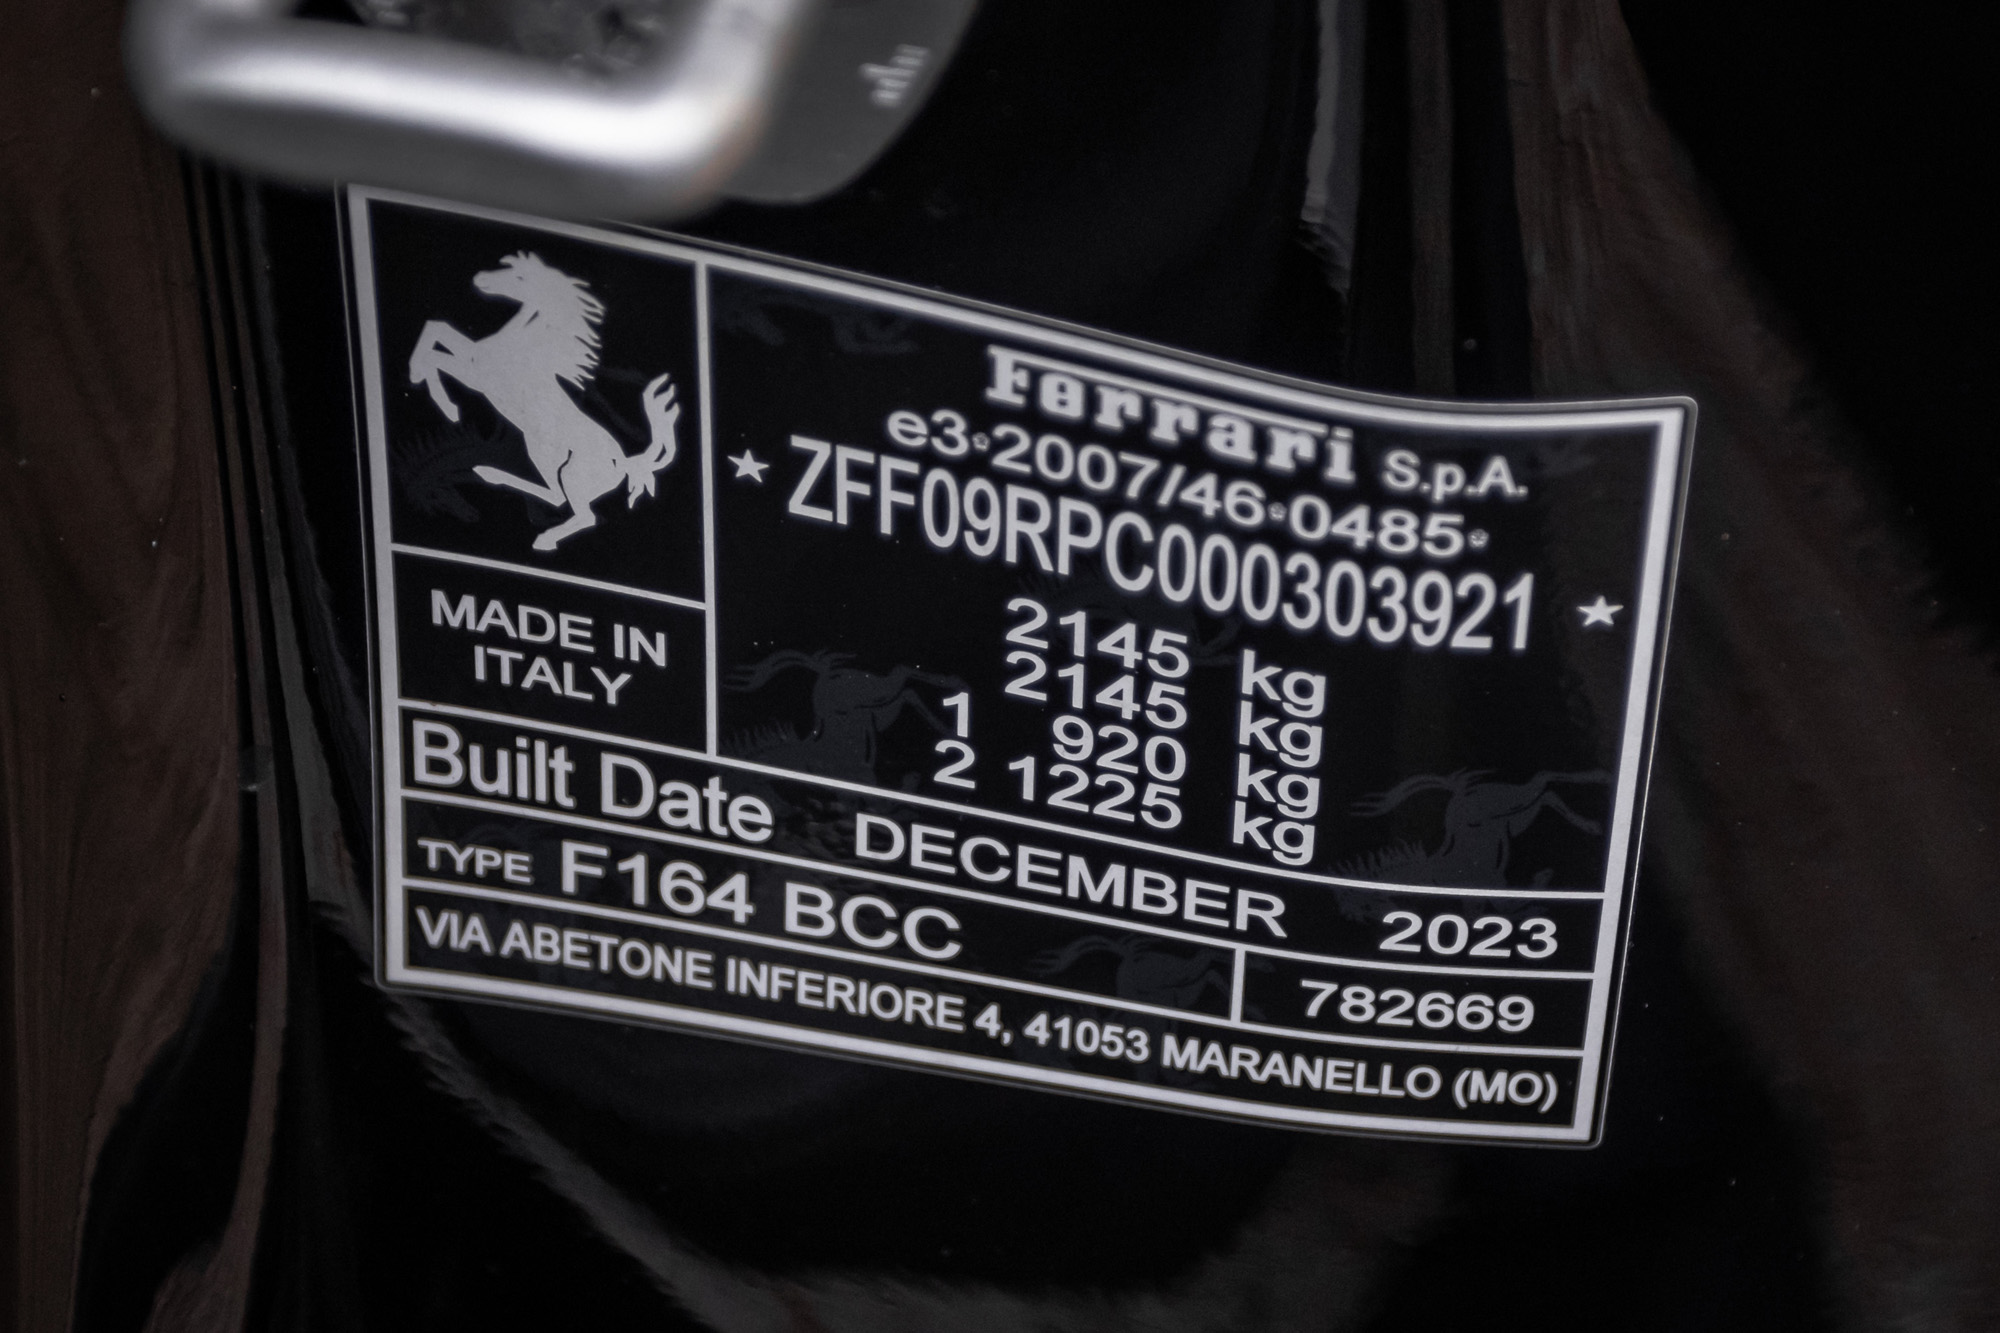 Ferrari S.p.A.
e3*2007/46*0485*
★ ZFF09RPC000303921 ★
2145 kg
2145 kg
1 920 kg
2 1225 kg
MADE IN
ITALY
Built Date DECEMBER 2023
TYPE F164 BCC 782669
VIA ABETONE INFERIORE 4, 41053 MARANELLO (MO)